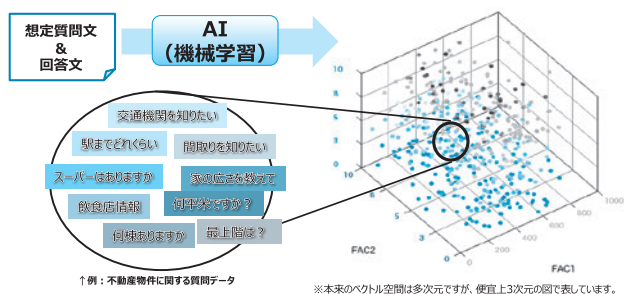 想定質問文
&
回答文
AI
(機械学習)
交通機関を知りたい
駅までどれくらい
間取りを知りたい
スーパーはありますか
家の広さを教えて
飲食店情報
何平米ですか？
何棟ありますか
最上階は？
↑例：不動産物件に関する質問データ
10
8
5
3
0
10
8
5
3
0
FAC2
0
200
400
600
800
1000
FAC1
※本来のベクトル空間は多次元ですが、便宜上3次元の図で表しています。